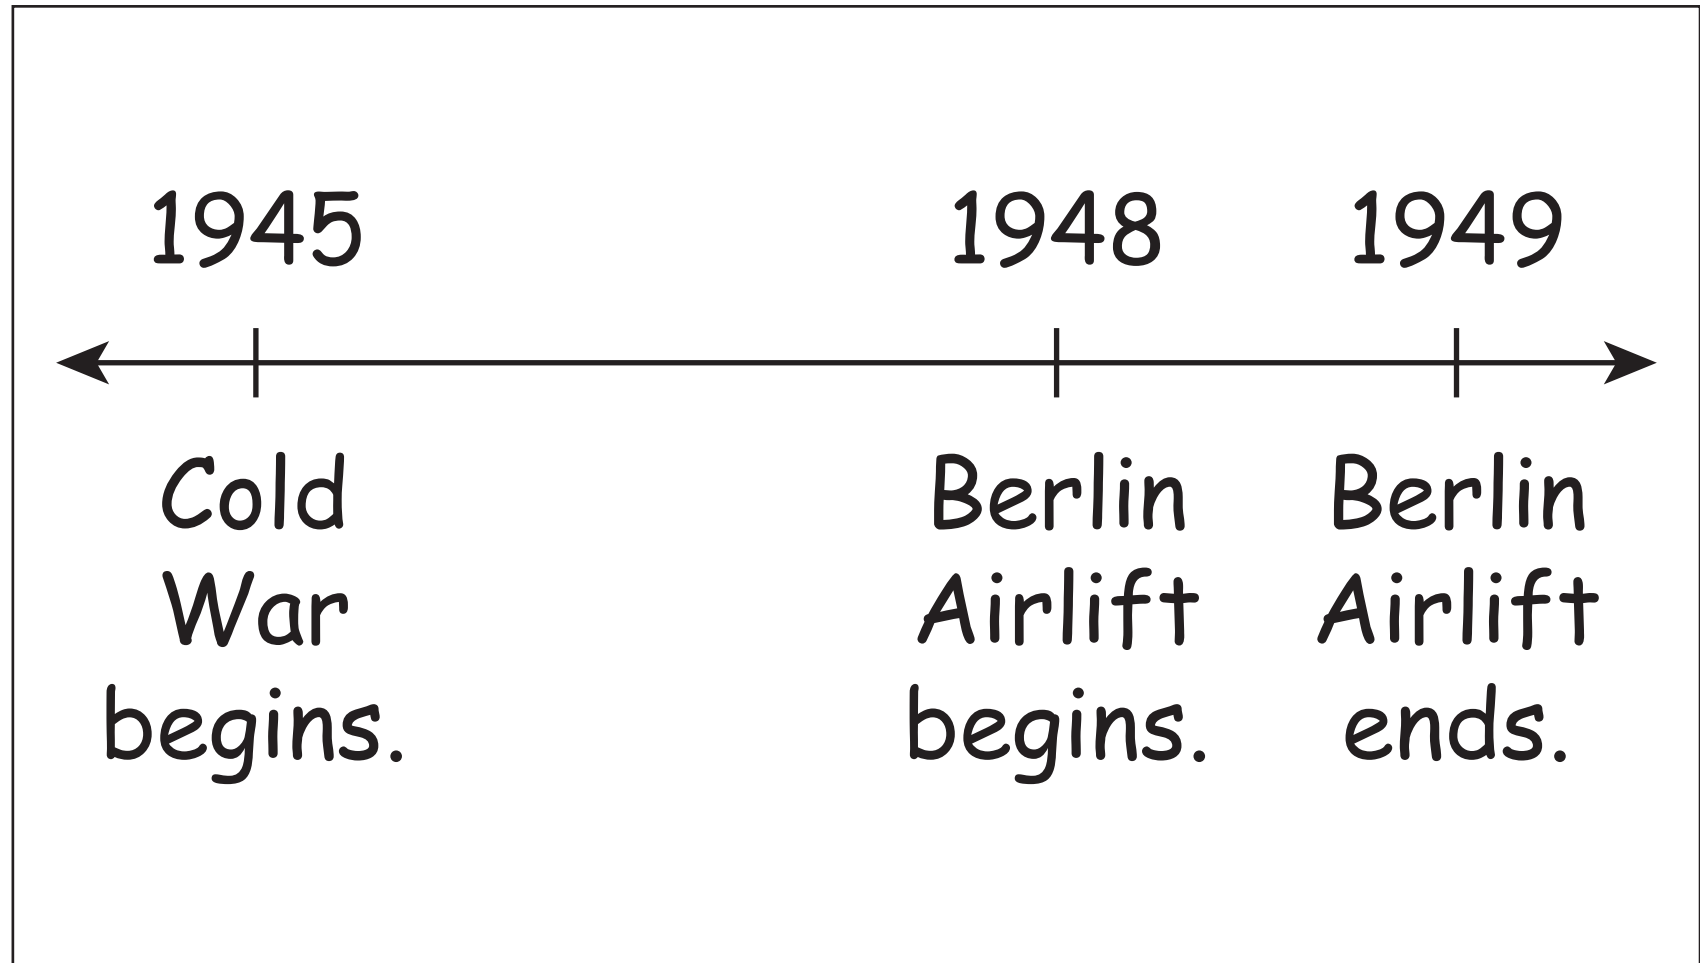 1945 1948 1949
Cold Berlin Berlin
War Airlift Airlift
begins. begins. ends.